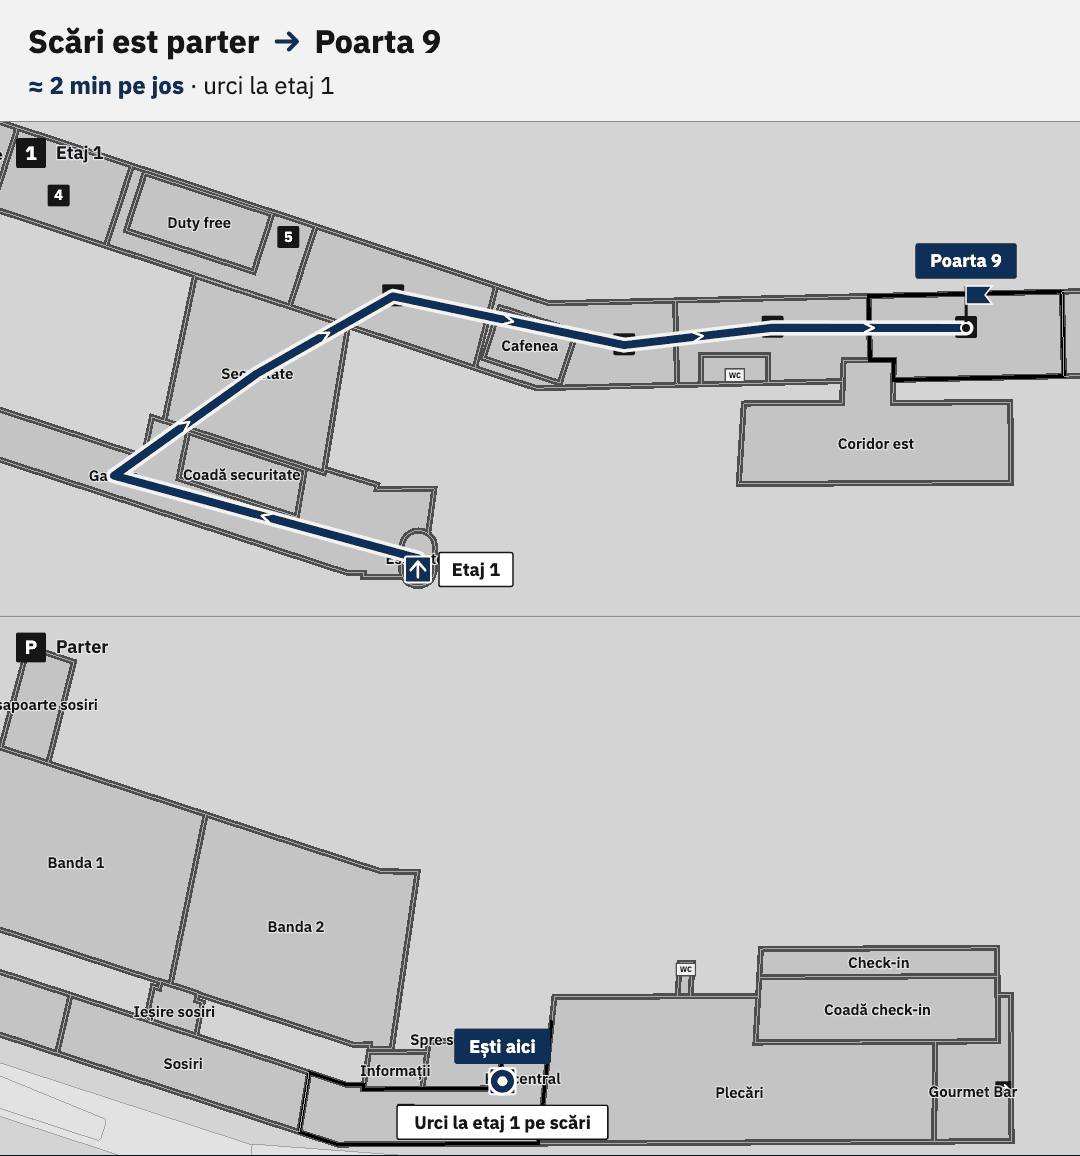 Scări est parter → Poarta 9
≈ 2 min pe jos · urci la etaj 1
1 Etaj 1
4
Duty free
5
Poarta 9
Cafenea
WC
Coridor est
Coadă securitate
Etaj 1
P Parter
Banda 1
Banda 2
WC
Check-in
Coadă check-in
Ieșire sosiri
Sosiri
Informații
Ești aici
Plecări
Gourmet Bar
Urci la etaj 1 pe scări